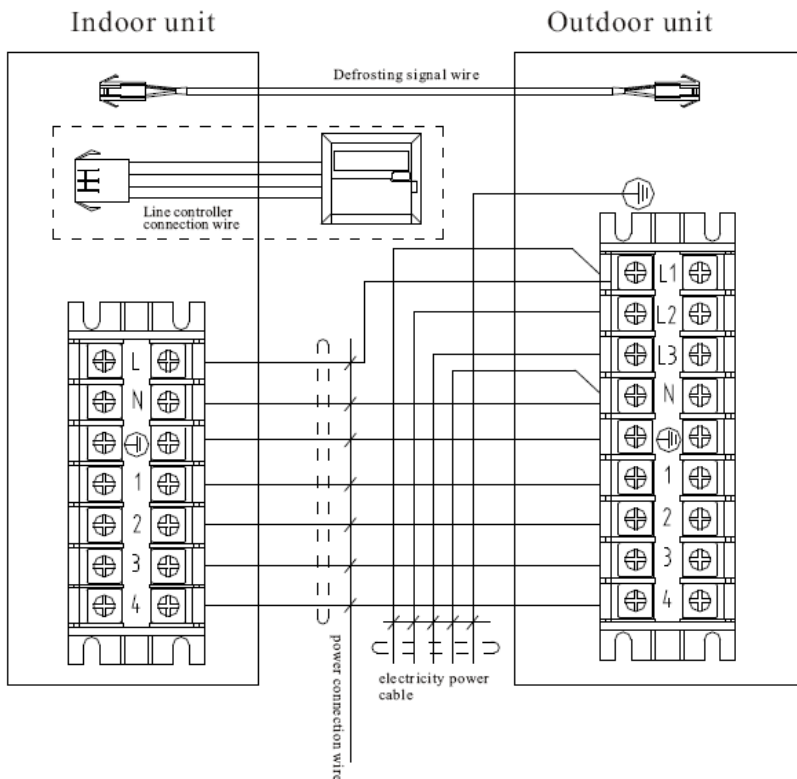 Indoor unit
Outdoor unit
Defrosting signal wire
Line controller
connection wire
L
N
1
2
3
4
L1
L2
L3
N
1
2
3
4
power connection wire
electricity power
cable